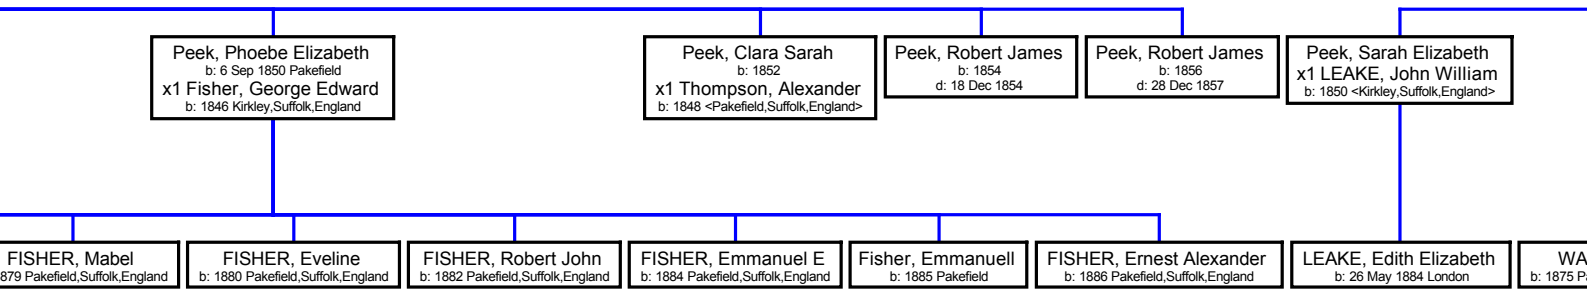 Peek, Phoebe Elizabeth
b: 6 Sep 1850 Pakefield
x1 Fisher, George Edward
b: 1846 Kirkley,Suffolk,England
Peek, Clara Sarah
b: 1852
x1 Thompson, Alexander
b: 1848 <Pakefield,Suffolk,England>
Peek, Robert James
b: 1854
d: 18 Dec 1854
Peek, Robert James
b: 1856
d: 28 Dec 1857
Peek, Sarah Elizabeth
x1 LEAKE, John William
b: 1850 <Kirkley,Suffolk,England>
FISHER, Mabel
879 Pakefield,Suffolk,England
FISHER, Eveline
b: 1880 Pakefield,Suffolk,England
FISHER, Robert John
b: 1882 Pakefield,Suffolk,England
FISHER, Emmanuel E
b: 1884 Pakefield,Suffolk,England
Fisher, Emmanuell
b: 1885 Pakefield
FISHER, Ernest Alexander
b: 1886 Pakefield,Suffolk,England
LEAKE, Edith Elizabeth
b: 26 May 1884 London
WA
b: 1875 P